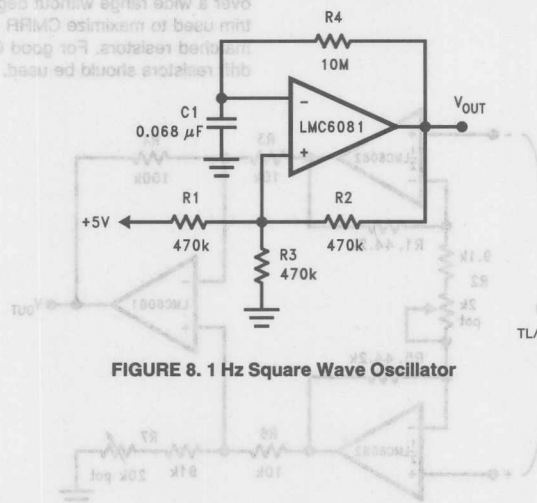 over a wide range without deg
trim used to maximize CMRR
matched resistors. For good
drift resistors should be used.
R4
10M
C1
0.068 µF
−
LMC6081
+
VOUT
+5V
R1
470k
R2
470k
R3
470k
FIGURE 8. 1 Hz Square Wave Oscillator
R4
100k
R3
10k
LMC6082
R1, 44.2k
9.1k
R2
2k
pot
VOUT
LMC6081
TL/
R5, 44.2k
R7
20k pot
91k
R6
10k
LMC6082